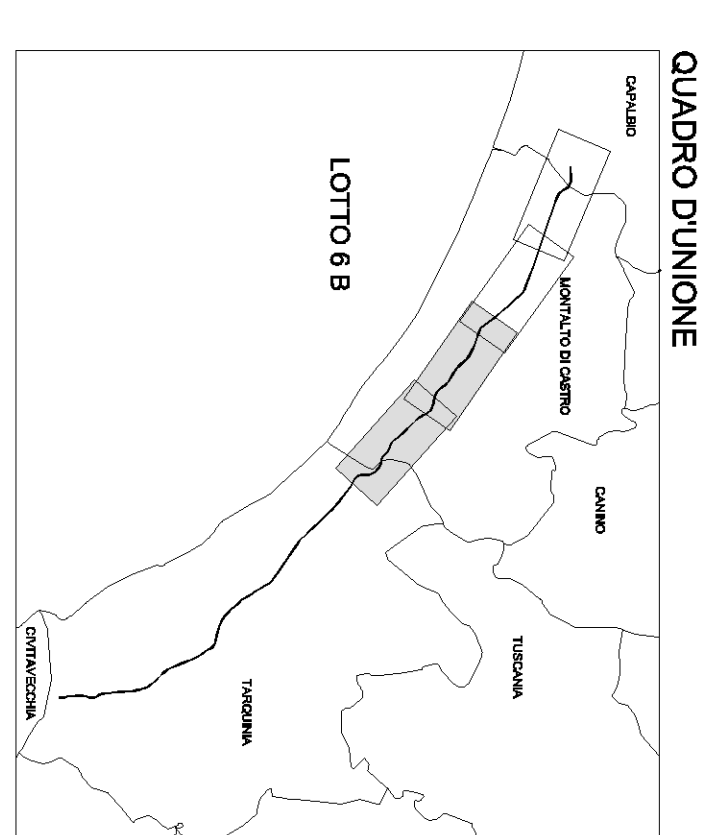 QUADRO D'UNIONE
CAPALBIO
LOTTO 6 B
MONTALTO DI CASTRO
CANINO
TUSCANIA
TARQUINIA
CIVITAVECCHIA